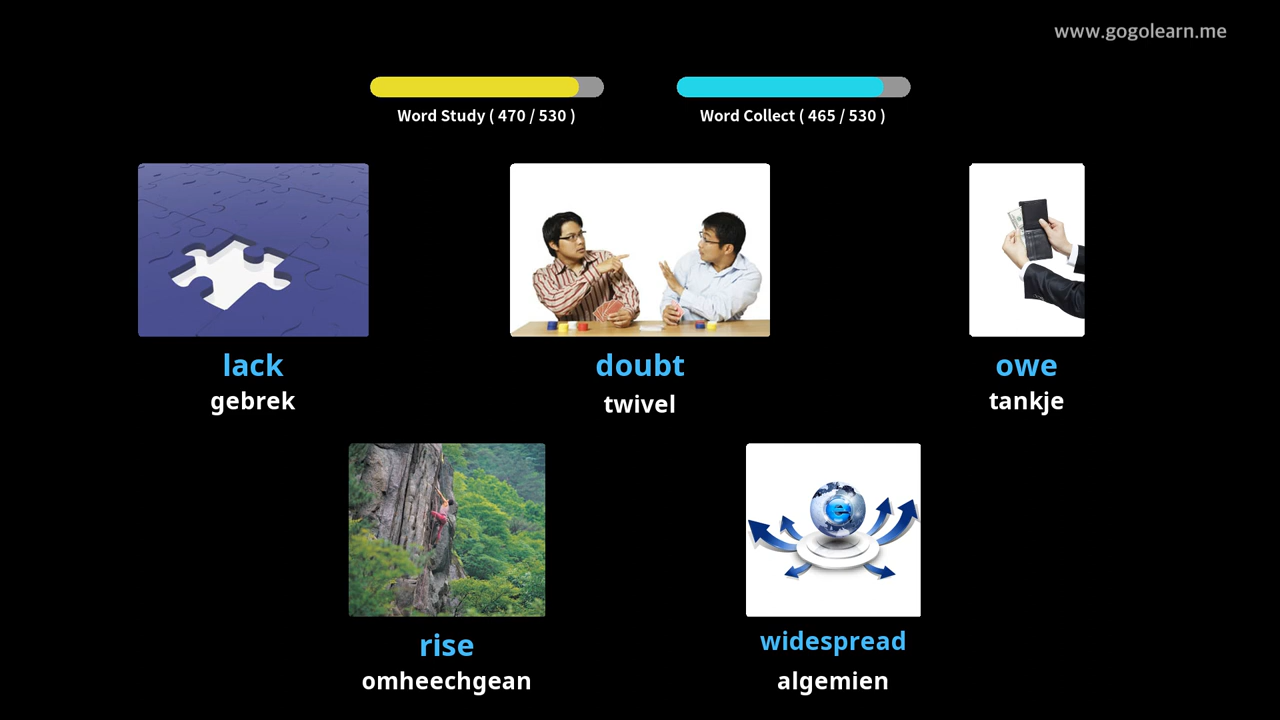 www.gogolearn.me
Word Study ( 470 / 530 )
Word Collect ( 465 / 530 )
lack
gebrek
doubt
twivel
owe
tankje
rise
omheechgean
e
widespread
algemien